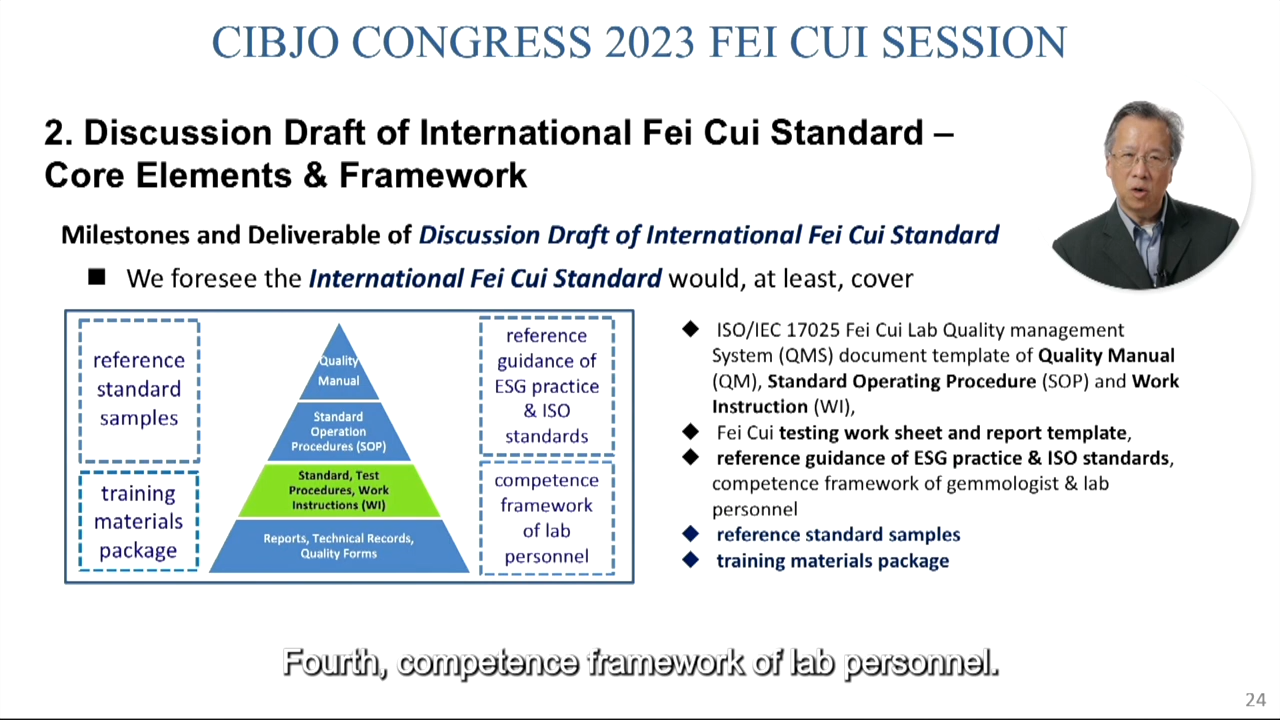 CIBJO CONGRESS 2023 FEI CUI SESSION
2. Discussion Draft of International Fei Cui Standard –
Core Elements & Framework
Milestones and Deliverable of Discussion Draft of International Fei Cui Standard
■ We foresee the International Fei Cui Standard would, at least, cover
reference
standard
samples
training
materials
package
Quality
Manual
Standard
Operation
Procedures (SOP)
Standard, Test
Procedures, Work
Instructions (WI)
Reports, Technical Records,
Quality Forms
reference
guidance of
ESG practice
& ISO
standards
competence
framework
of lab
personnel
◆ ISO/IEC 17025 Fei Cui Lab Quality management
System (QMS) document template of Quality Manual
(QM), Standard Operating Procedure (SOP) and Work
Instruction (WI),
◆ Fei Cui testing work sheet and report template,
◆ reference guidance of ESG practice & ISO standards,
competence framework of gemmologist & lab
personnel
◆ reference standard samples
◆ training materials package
Fourth, competence framework of lab personnel.
24